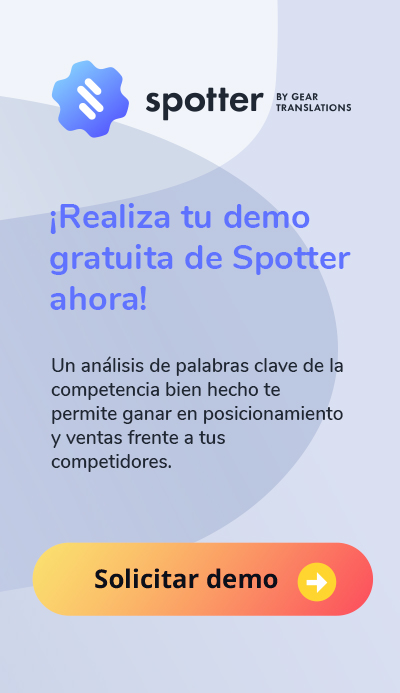 spotter BY GEAR
TRANSLATIONS
¡Realiza tu demo
gratuita de Spotter
ahora!
Un análisis de palabras clave de la
competencia bien hecho te
permite ganar en posicionamiento
y ventas frente a tus
competidores.
Solicitar demo